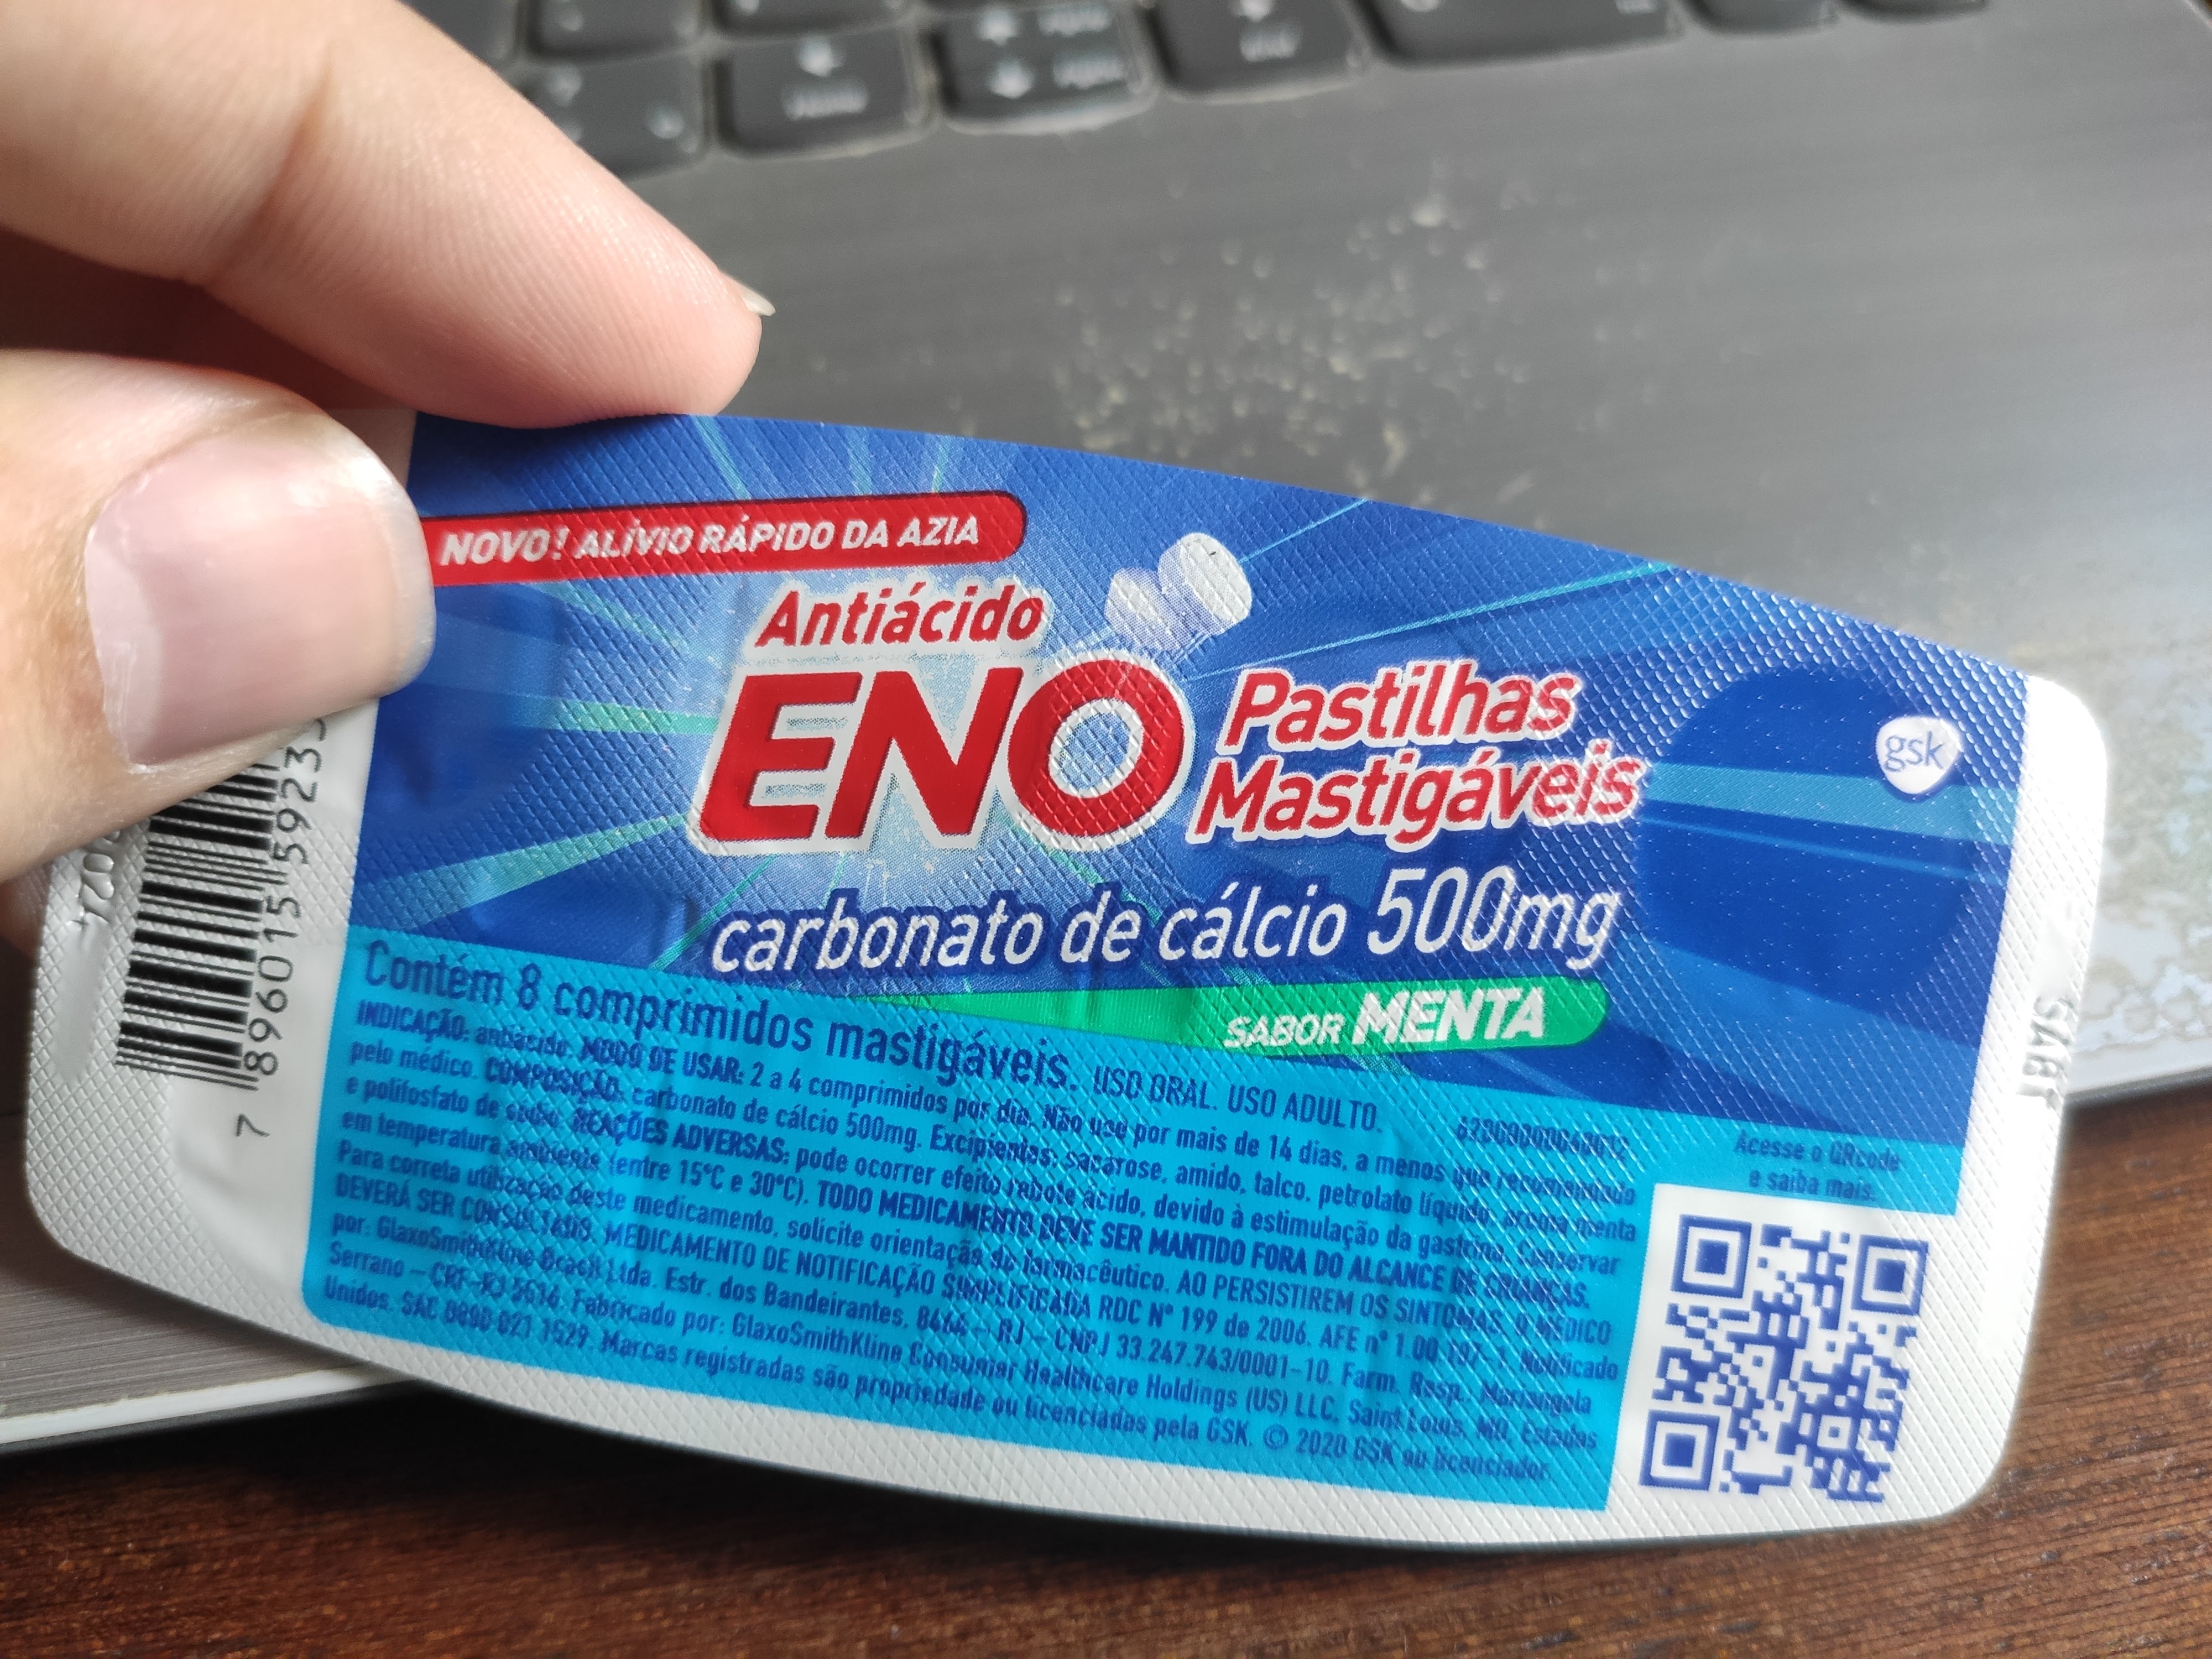 NOVO! ALÍVIO RÁPIDO DA AZIA
Antiácido
ENO
Pastilhas
Mastigáveis
gsk
carbonato de cálcio 500mg
SABOR MENTA
Contém 8 comprimidos mastigáveis. USO ORAL. USO ADULTO.
INDICAÇÃO: antiácido. MODO DE USAR: 2 a 4 comprimidos por dia. Não use por mais de 14 dias, a menos que recomendado
pelo médico. COMPOSIÇÃO: carbonato de cálcio 500mg. Excipientes: sacarose, amido, talco, petrolato líquido, aroma menta
e polifosfato de sódio. REAÇÕES ADVERSAS: pode ocorrer efeito rebote ácido, devido à estimulação da gastrina. Conservar
em temperatura ambiente (entre 15°C e 30°C). TODO MEDICAMENTO DEVE SER MANTIDO FORA DO ALCANCE DE CRIANÇAS.
Para correta utilização deste medicamento, solicite orientação do farmacêutico. AO PERSISTIREM OS SINTOMAS, O MÉDICO
DEVERÁ SER CONSULTADO. MEDICAMENTO DE NOTIFICAÇÃO SIMPLIFICADA RDC N° 199 de 2006. AFE n° 1.00 Notificado
por: GlaxoSmithKline Brasil Ltda. Estr. dos Bandeirantes, 8464 - RJ - CNPJ 33.247.743/0001-10. Farm. Resp.: Mariangela
Serrano – CRF-RJ Fabricado por: GlaxoSmithKline Consumer Healthcare Holdings (US) LLC, Saint Louis, MO, Estados
Unidos. SAC 0800 021 1529. Marcas registradas são propriedade ou licenciadas pela GSK. © 2020 GSK ou licenciador.
Acesse o QRcode
e saiba mais.
7 896015 59233